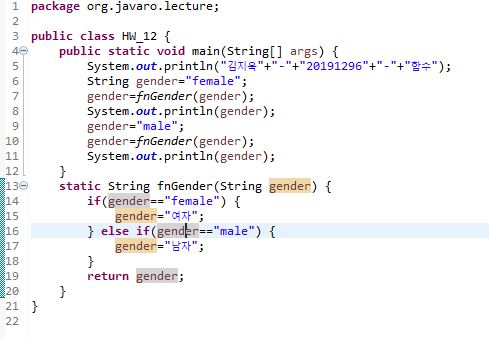 1 package org.javaro.lecture;
2
3 public class HW_12 {
4 public static void main(String[] args) {
5 System.out.println("김지욱"+"-"+"20191296"+"-"+"함수");
6 String gender="female";
7 gender=fnGender(gender);
8 System.out.println(gender);
9 gender="male";
10 gender=fnGender(gender);
11 System.out.println(gender);
12 }
13 static String fnGender(String gender) {
14 if(gender=="female") {
15 gender="여자";
16 } else if(gender=="male") {
17 gender="남자";
18 }
19 return gender;
20 }
21 }
22